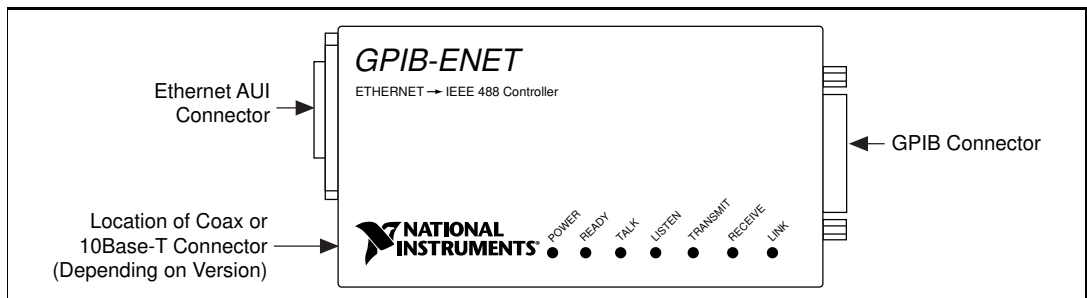 GPIB-ENET
ETHERNET → IEEE 488 Controller
Ethernet AUI
Connector
GPIB Connector
Location of Coax or
10Base-T Connector
(Depending on Version)
NATIONAL
INSTRUMENTS®
POWER
READY
TALK
LISTEN
TRANSMIT
RECEIVE
LINK